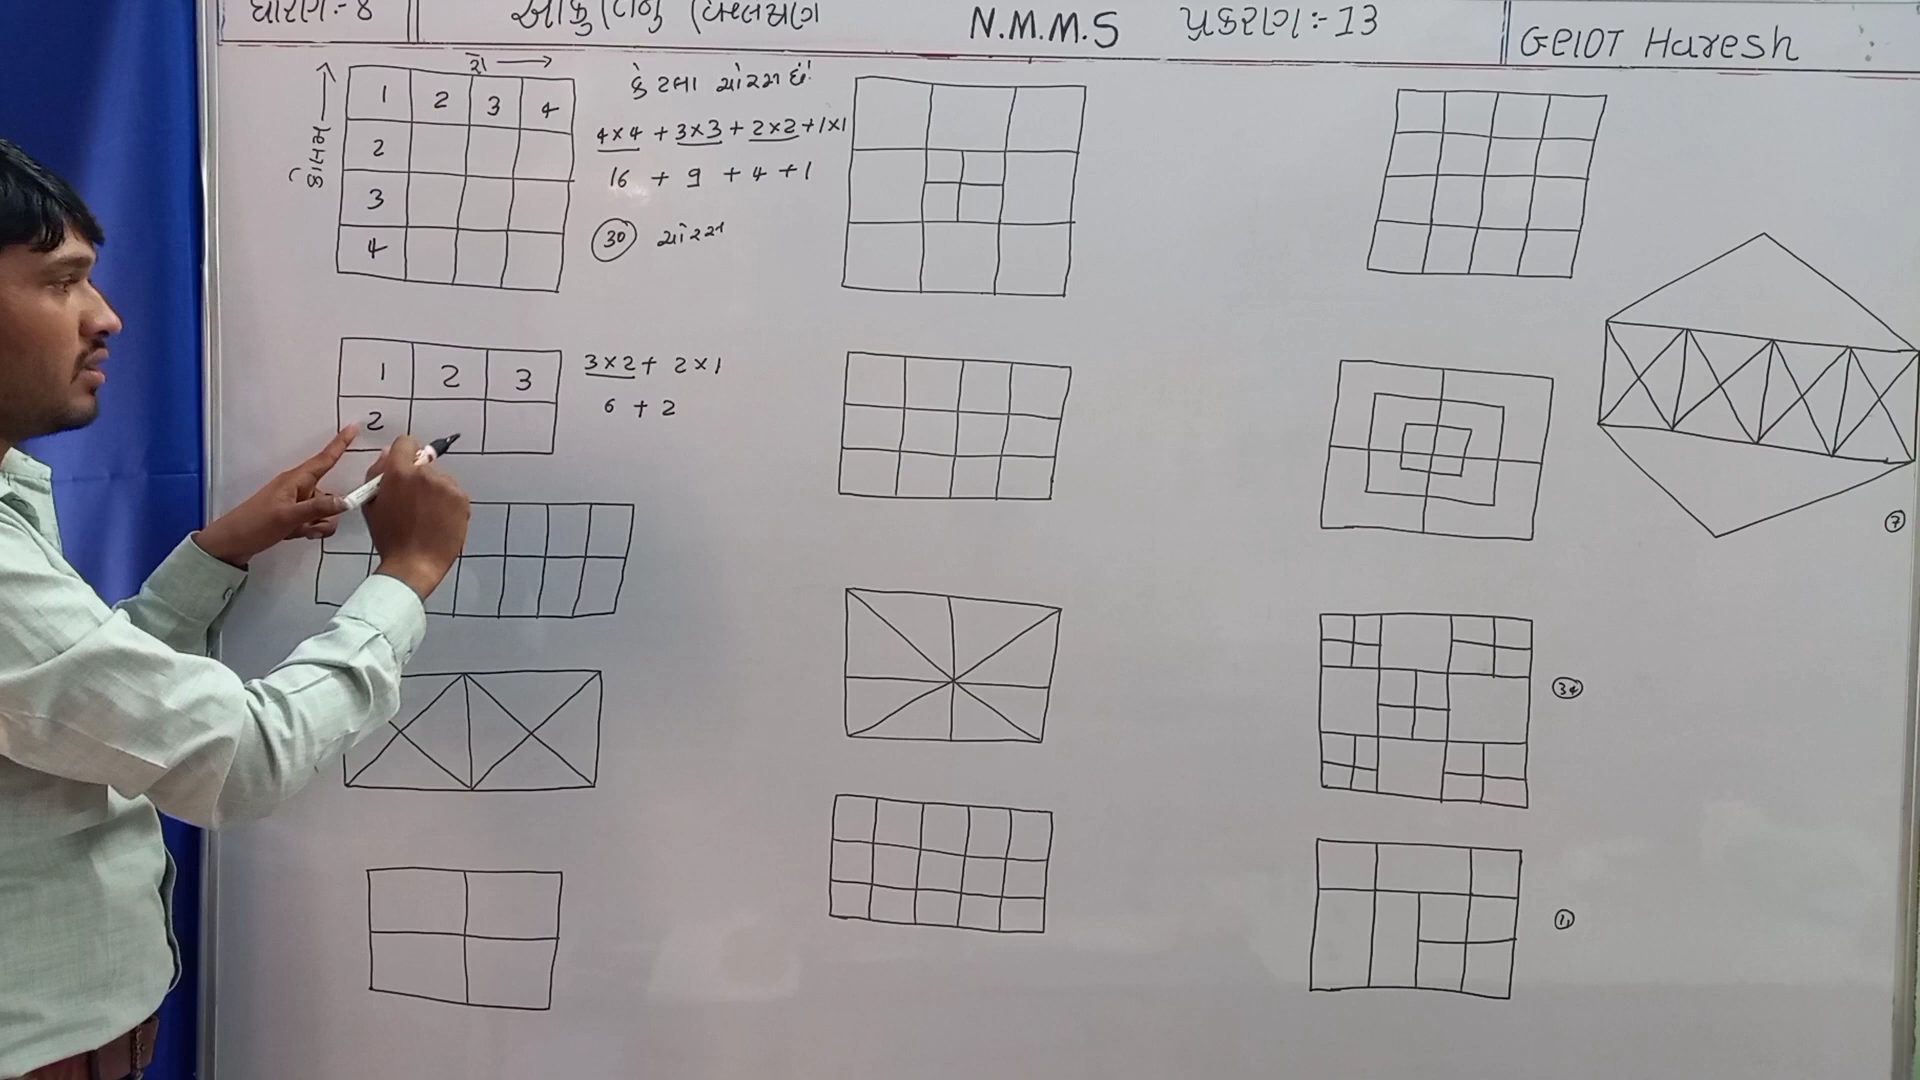 ધોરણ:- 8
N.M.M.S
પ્રકરણ:- 13
GElOT Haresh
રો
કોલમ
1 2 3 4
2
3
4
કેટલા ચોરસ છે?
4×4 + 3×3 + 2×2 + 1×1
16 + 9 + 4 + 1
30 ચોરસ
1 2 3
2
3×2 + 2×1
6 + 2
7
34
11